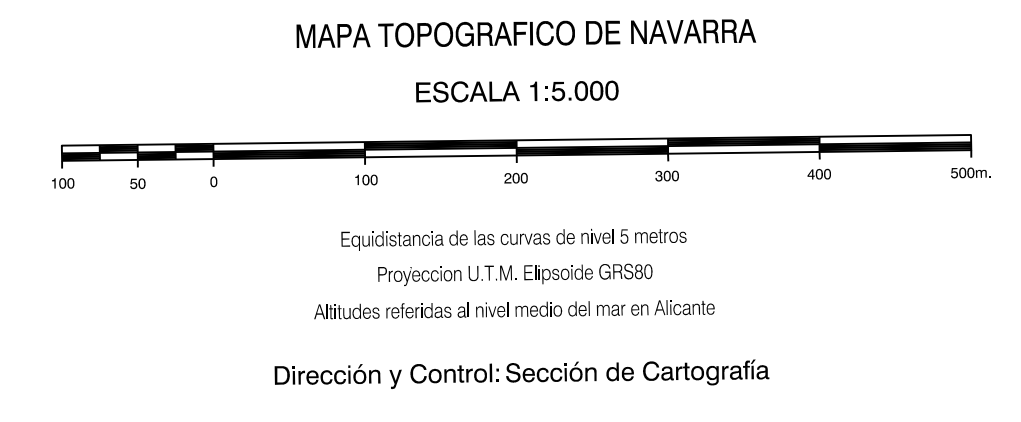 MAPA TOPOGRAFICO DE NAVARRA
ESCALA 1:5.000
100 50 0 100 200 300 400 500m.
Equidistancia de las curvas de nivel 5 metros
Proyeccion U.T.M. Elipsoide GRS80
Altitudes referidas al nivel medio del mar en Alicante
Dirección y Control: Sección de Cartografía